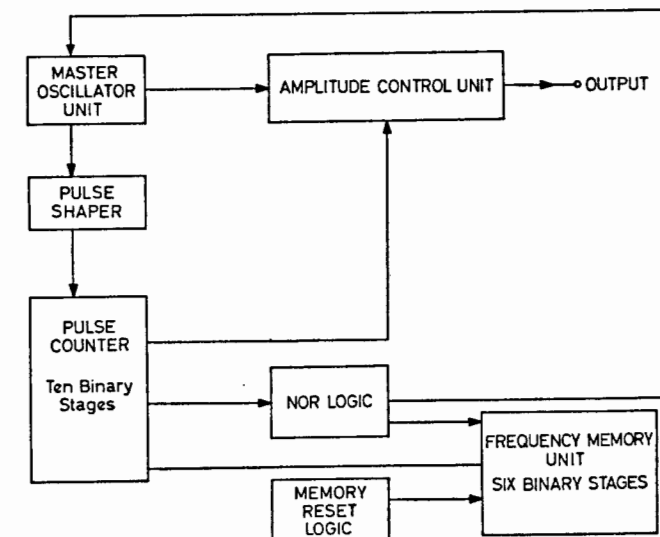 MASTER
OSCILLATOR
UNIT
AMPLITUDE CONTROL UNIT
OUTPUT
PULSE
SHAPER
PULSE
COUNTER
Ten Binary
Stages
NOR LOGIC
FREQUENCY MEMORY
UNIT
SIX BINARY STAGES
MEMORY
RESET
LOGIC